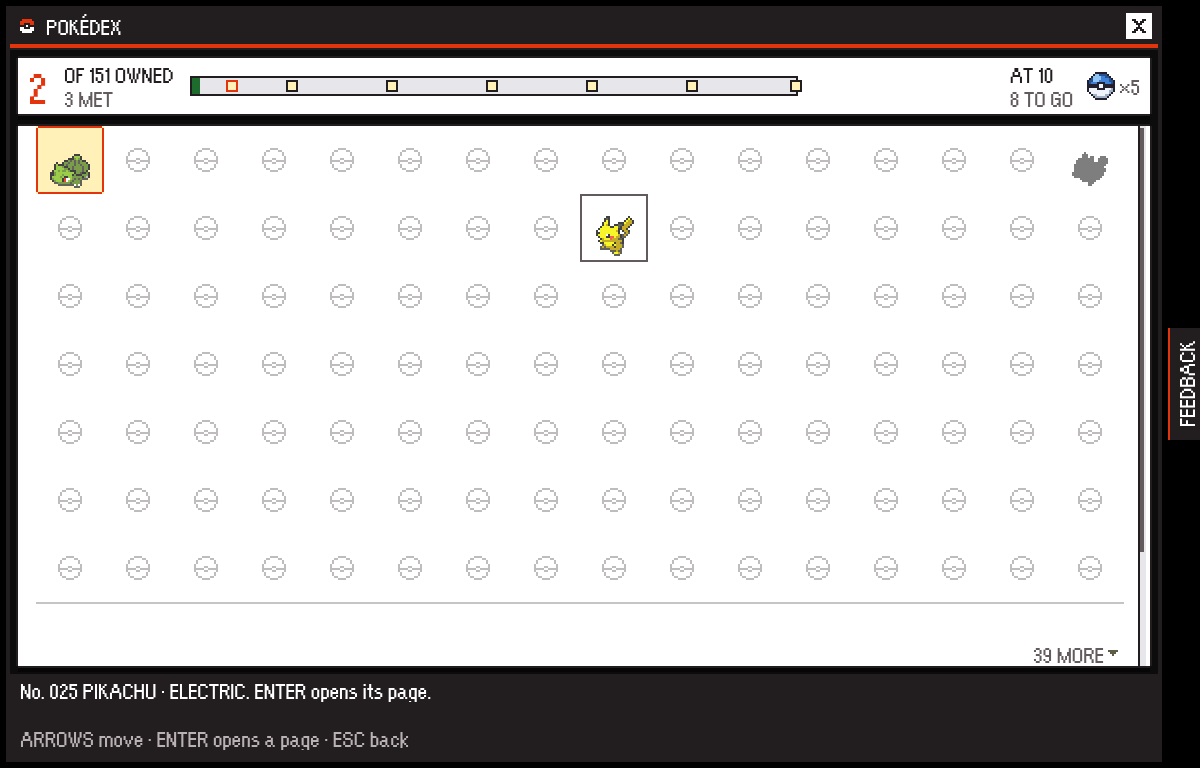 POKÉDEX
X
2
OF 151 OWNED
3 MET
AT 10
8 TO GO
×5
FEEDBACK
39 MORE
No. 025 PIKACHU · ELECTRIC. ENTER opens its page.
ARROWS move · ENTER opens a page · ESC back